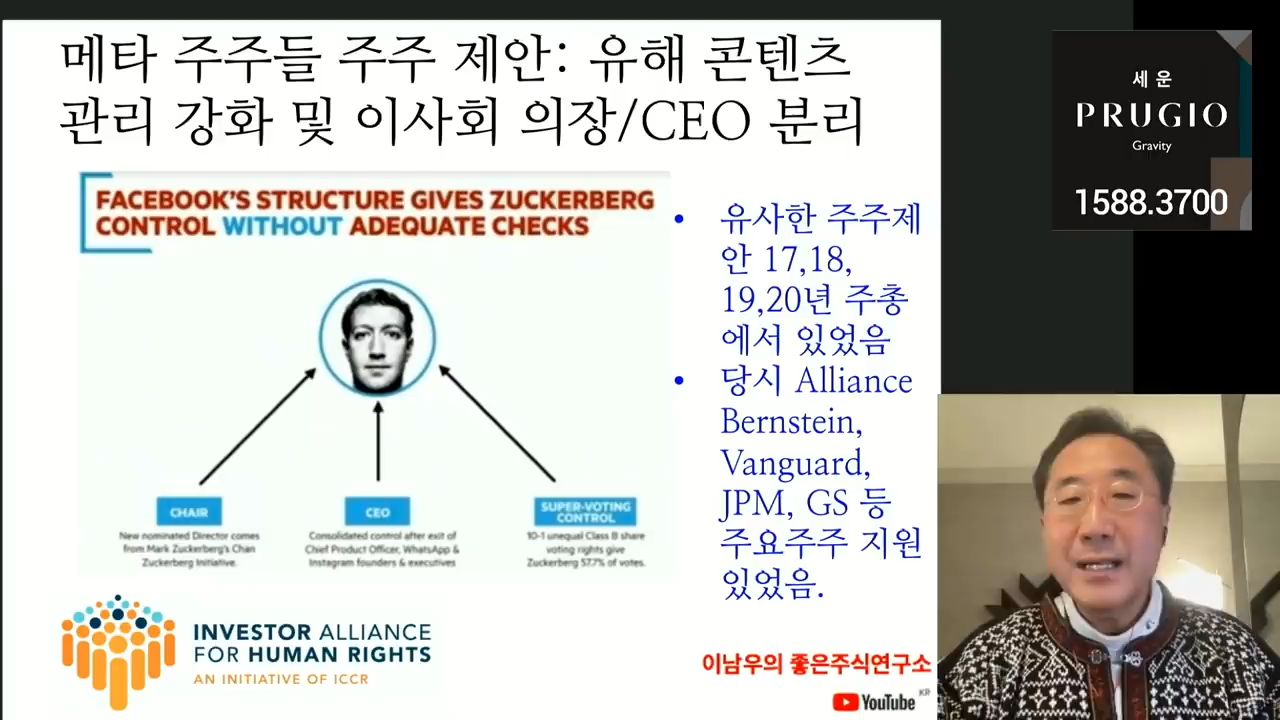 메타 주주들 주주 제안: 유해 콘텐츠
관리 강화 및 이사회 의장/CEO 분리
FACEBOOK'S STRUCTURE GIVES ZUCKERBERG
CONTROL WITHOUT ADEQUATE CHECKS
CHAIR
New nominated Director comes
from Mark Zuckerberg's Chan
Zuckerberg Initiative.
CEO
Consolidated control after exit of
Chief Product Officer, WhatsApp &
Instagram founders & executives
SUPER-VOTING
CONTROL
10-1 unequal Class B share
voting rights give
Zuckerberg 57.7% of votes.
• 유사한 주주제
안 17,18,
19,20년 주총
에서 있었음
• 당시 Alliance
Bernstein,
Vanguard,
JPM, GS 등
주요주주 지원
있었음.
INVESTOR ALLIANCE
FOR HUMAN RIGHTS
AN INITIATIVE OF ICCR
이남우의 좋은주식연구소
YouTube KR
세운
PRUGIO
Gravity
1588.3700